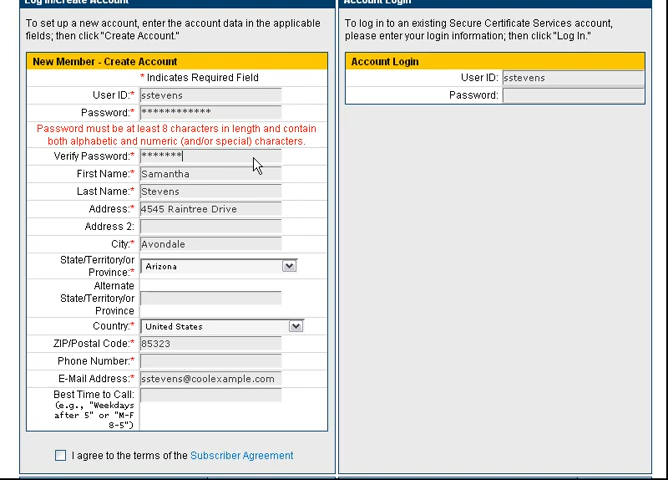 Log In/Create Account
To set up a new account, enter the account data in the applicable
fields; then click "Create Account."
New Member - Create Account
* Indicates Required Field
User ID:* sstevens
Password:* ************
Password must be at least 8 characters in length and contain
both alphabetic and numeric (and/or special) characters.
Verify Password:* *******
First Name:* Samantha
Last Name:* Stevens
Address:* 4545 Raintree Drive
Address 2:
City:* Avondale
State/Territory/or
Province:* Arizona
Alternate
State/Territory/or
Province
Country:* United States
ZIP/Postal Code:* 85323
Phone Number:*
E-Mail Address:* sstevens@coolexample.com
Best Time to Call:
(e.g., "Weekdays
after 5" or "M-F
8-5")
I agree to the terms of the Subscriber Agreement
Account Login
To log in to an existing Secure Certificate Services account,
please enter your login information; then click "Log In."
Account Login
User ID: sstevens
Password: